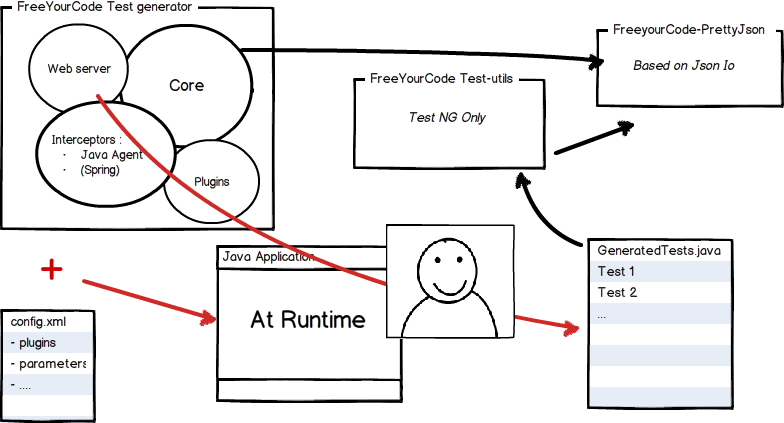 FreeYourCode Test generator
Web server
Core
Interceptors :
· Java Agent
· (Spring)
Plugins
FreeYourCode Test-utils
Test NG Only
FreeyourCode-PrettyJson
Based on Json Io
+
config.xml
- plugins
- parameters
- ....
Java Application
At Runtime
GeneratedTests.java
Test 1
Test 2
...